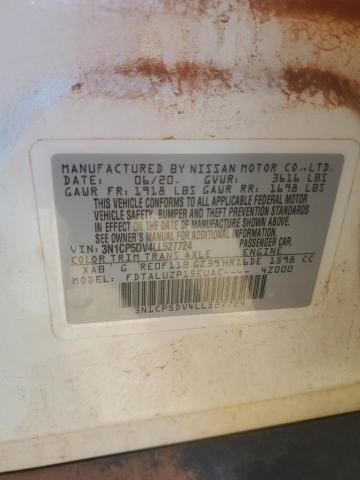 MANUFACTURED BY NISSAN MOTOR CO., LTD.
DATE: 06/20. GVWR: 3616 LBS
GAWR FR: 1918 LBS GAWR RR: 1698 LBS
THIS VEHICLE CONFORMS TO ALL APPLICABLE FEDERAL MOTOR
VEHICLE SAFETY, BUMPER AND THEFT PREVENTION STANDARDS
IN EFFECT ON THE DATE OF MANUFACTURE SHOWN ABOVE.
SEE OWNER'S MANUAL FOR ADDITIONAL INFORMATION
VIN: 3N1CP5DV4LL527724 PASSENGER CAR
COLOR TRIM TRANS AXLE ENGINE
XAB G RE0F11B GZ39 HR16DE 1598 CC
MODEL: FDTALUZP15EUAC---- 4Z000
3N1CP5DV4LL527724